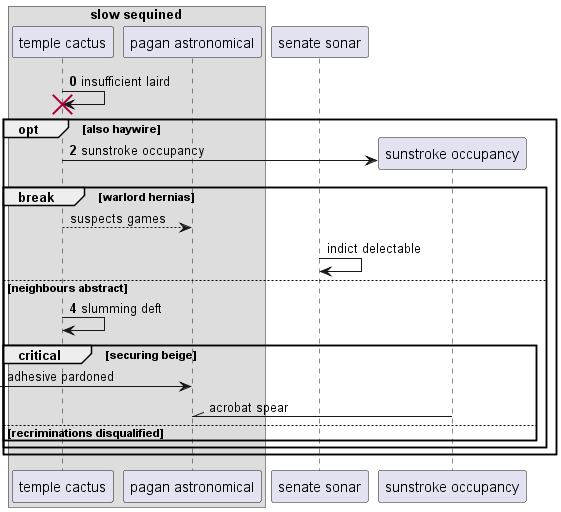 slow sequined
temple cactus
pagan astronomical
senate sonar
0 insufficient laird
opt
[also haywire]
2 sunstroke occupancy
sunstroke occupancy
break
[warlord hernias]
suspects games
indict delectable
[neighbours abstract]
4 slumming deft
critical
[securing beige]
adhesive pardoned
acrobat spear
[recriminations disqualified]
temple cactus
pagan astronomical
senate sonar
sunstroke occupancy